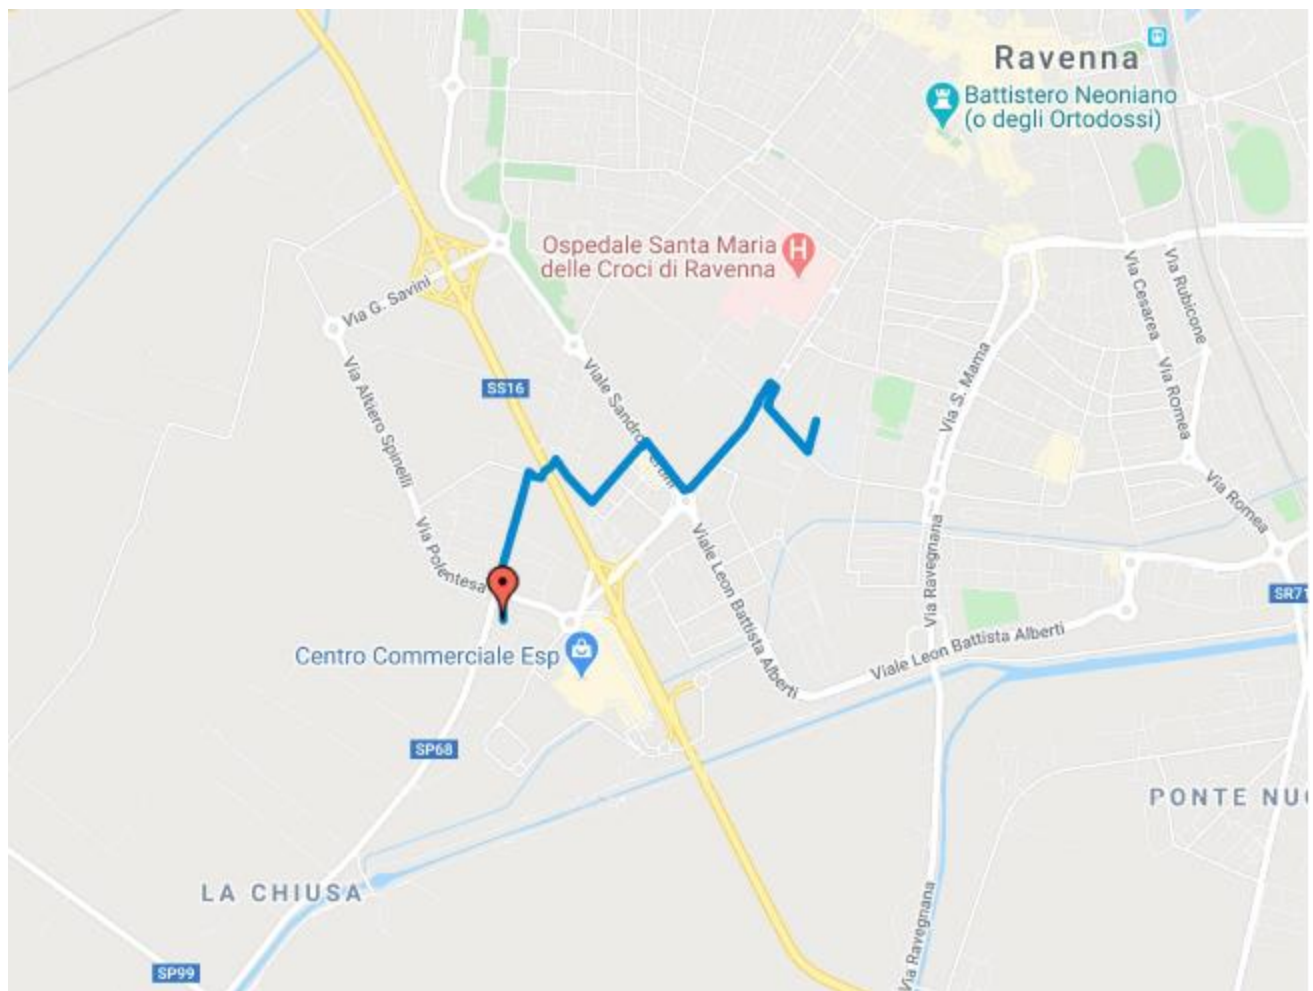 Ravenna
Battistero Neoniano
(o degli Ortodossi)
Ospedale Santa Maria
delle Croci di Ravenna
H
Via G. Savini
Via Cesarea
Via Rubicone
Via Altiero Spinelli
SS16
Viale Sandro
Via S. Mama
Via Romea
Via Romea
Via Polentesa
Viale Leon Battista Alberti
Via Ravegnana
SR71
Centro Commerciale Esp
Viale Leon Battista Alberti
SP68
PONTE NU
LA CHIUSA
Via Ravegnana
SP99